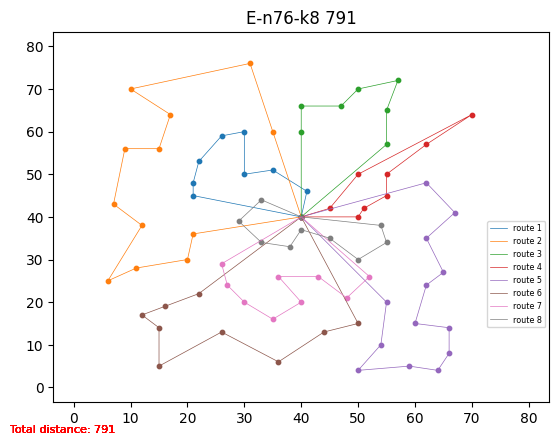 E-n76-k8 791
80
70
60
50
40
30
20
10
0
0 10 20 30 40 50 60 70 80
route 1
route 2
route 3
route 4
route 5
route 6
route 7
route 8
Total distance: 791